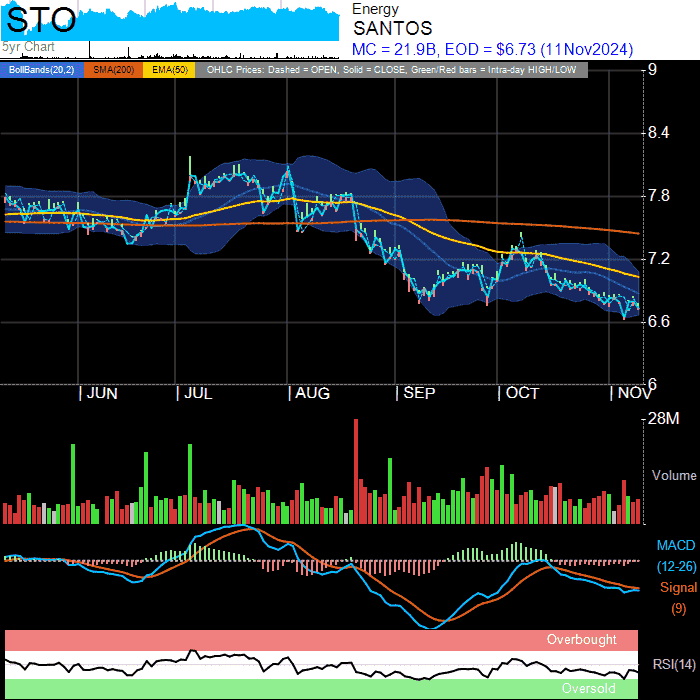 STO
Energy
SANTOS
5yr Chart
MC = 21.9B, EOD = $6.73 (11Nov2024)
BollBands(20,2) SMA(200) EMA(50) OHLC Prices: Dashed = OPEN, Solid = CLOSE, Green/Red bars = Intra-day HIGH/LOW
9
8.4
7.8
7.2
6.6
6
JUN JUL AUG SEP OCT NOV
28M
Volume
MACD
(12-26)
Signal
(9)
Overbought
RSI(14)
Oversold